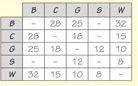 B C G S W
B – 28 25 – 32
C 28 – 18 – 15
G 25 18 – 12 10
S – – 12 – 8
W 32 15 10 8 –